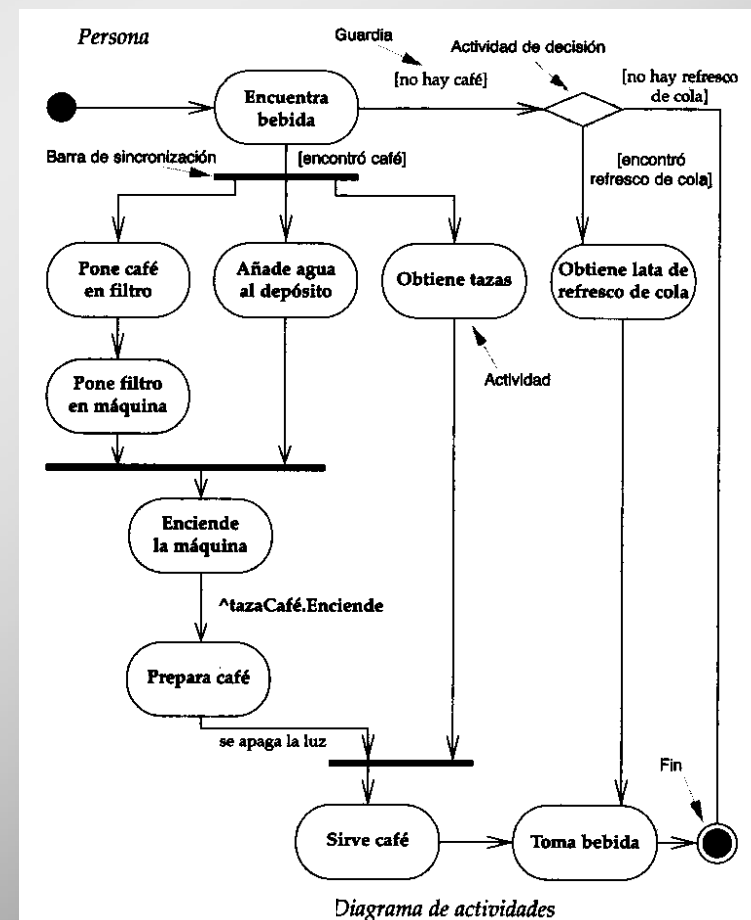 Persona
Guardia
Actividad de decisión
[no hay café]
[no hay refresco
de cola]
Encuentra
bebida
Barra de sincronización
[encontró café]
[encontró
refresco de cola]
Pone café
en filtro
Añade agua
al depósito
Obtiene tazas
Obtiene lata de
refresco de cola
Pone filtro
en máquina
Actividad
Enciende
la máquina
^tazaCafé.Enciende
Prepara café
se apaga la luz
Fin
Sirve café
Toma bebida
Diagrama de actividades